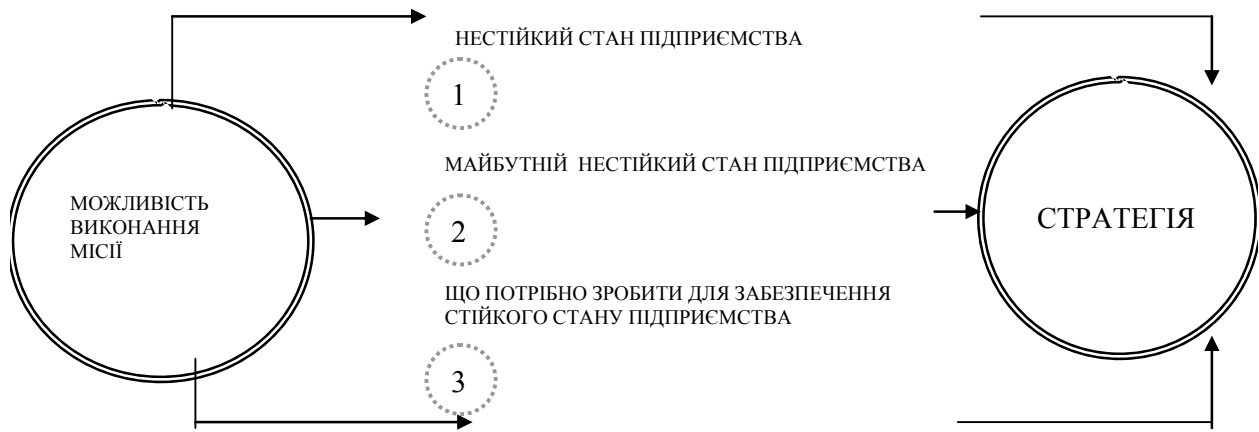 НЕСТІЙКИЙ СТАН ПІДПРИЄМСТВА
1
МАЙБУТНІЙ НЕСТІЙКИЙ СТАН ПІДПРИЄМСТВА
МОЖЛИВІСТЬ
ВИКОНАННЯ
МІСІЇ
2
СТРАТЕГІЯ
ЩО ПОТРІБНО ЗРОБИТИ ДЛЯ ЗАБЕЗПЕЧЕННЯ
СТІЙКОГО СТАНУ ПІДПРИЄМСТВА
3